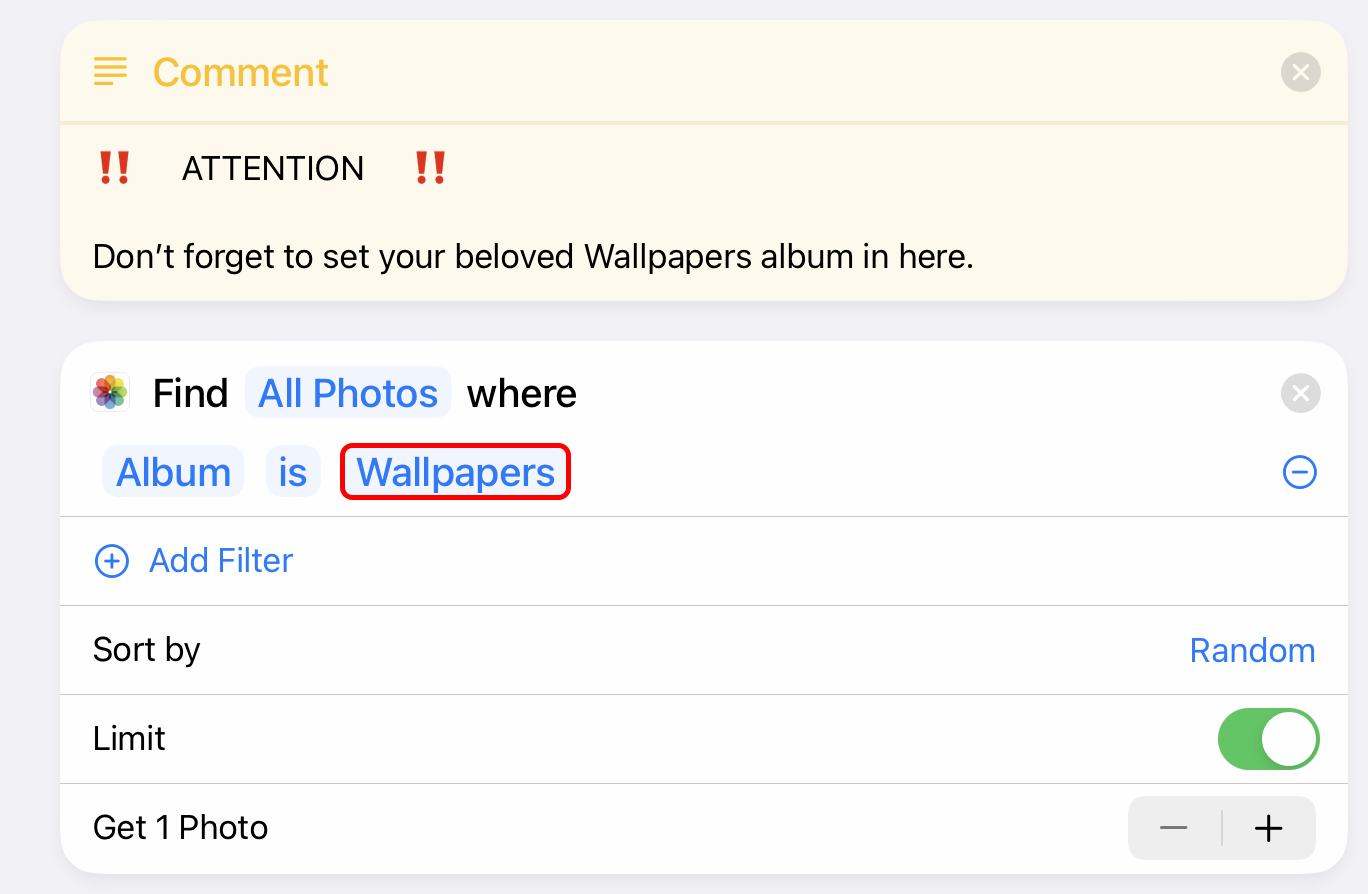 Comment
‼️ ATTENTION ‼️
Don’t forget to set your beloved Wallpapers album in here.
Find All Photos where
Album is Wallpapers
Add Filter
Sort by Random
Limit
Get 1 Photo